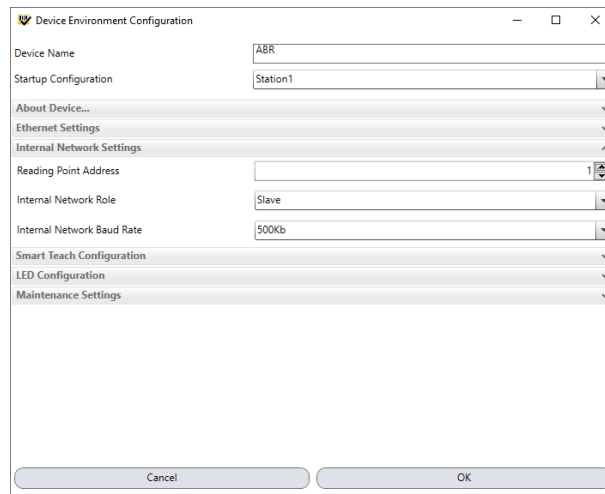 Device Environment Configuration
Device Name ABR
Startup Configuration Station1
About Device...
Ethernet Settings
Internal Network Settings
Reading Point Address 1
Internal Network Role Slave
Internal Network Baud Rate 500Kb
Smart Teach Configuration
LED Configuration
Maintenance Settings
Cancel OK